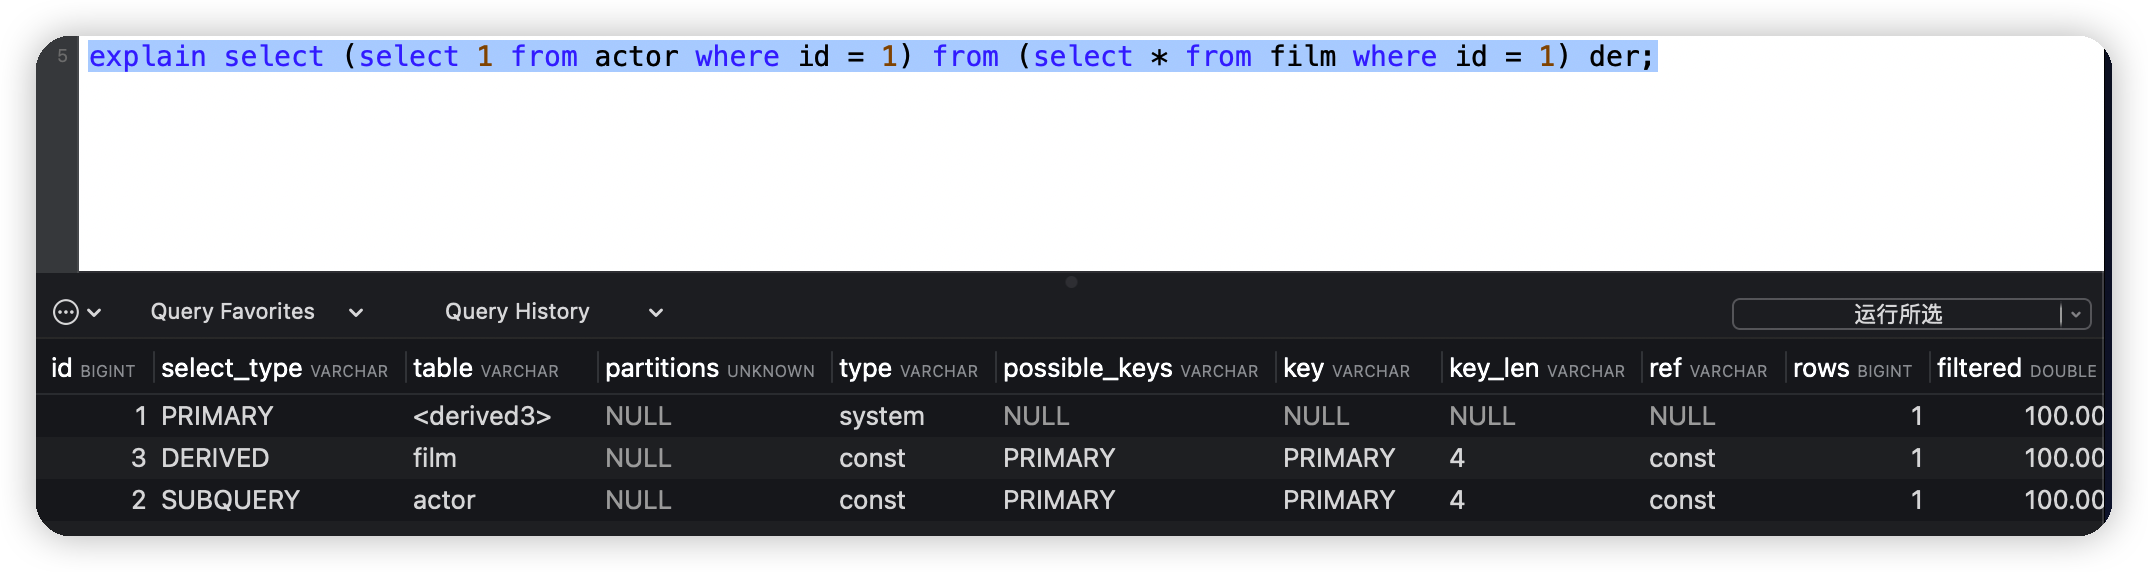 5 explain select (select 1 from actor where id = 1) from (select * from film where id = 1) der;
Query Favorites Query History 运行所选
id BIGINT select_type VARCHAR table VARCHAR partitions UNKNOWN type VARCHAR possible_keys VARCHAR key VARCHAR key_len VARCHAR ref VARCHAR rows BIGINT filtered DOUBLE
1 PRIMARY <derived3> NULL system NULL NULL NULL NULL 1 100.00
3 DERIVED film NULL const PRIMARY PRIMARY 4 const 1 100.00
2 SUBQUERY actor NULL const PRIMARY PRIMARY 4 const 1 100.00